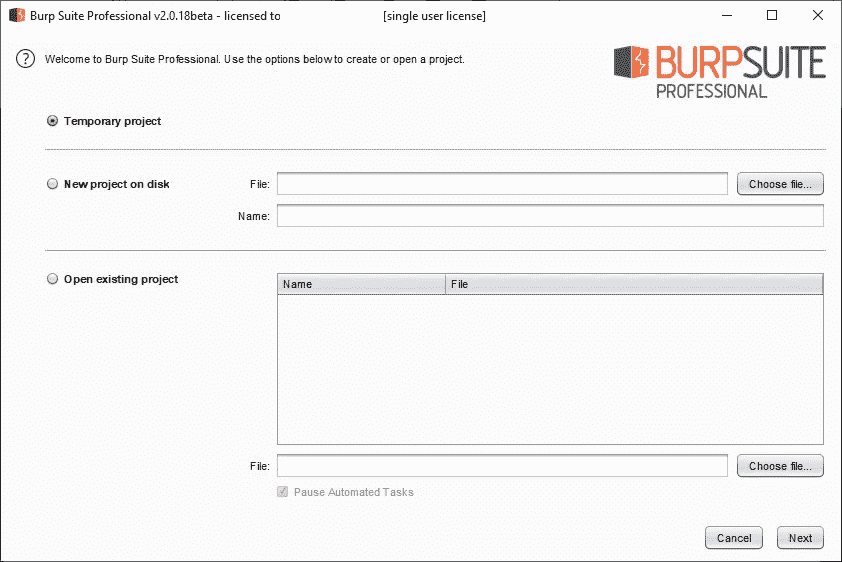 Burp Suite Professional v2.0.18beta - licensed to [single user license]
? Welcome to Burp Suite Professional. Use the options below to create or open a project.
BURPSUITE
PROFESSIONAL
Temporary project
New project on disk File: Choose file...
Name:
Open existing project Name File
File: Choose file...
Pause Automated Tasks
Cancel Next